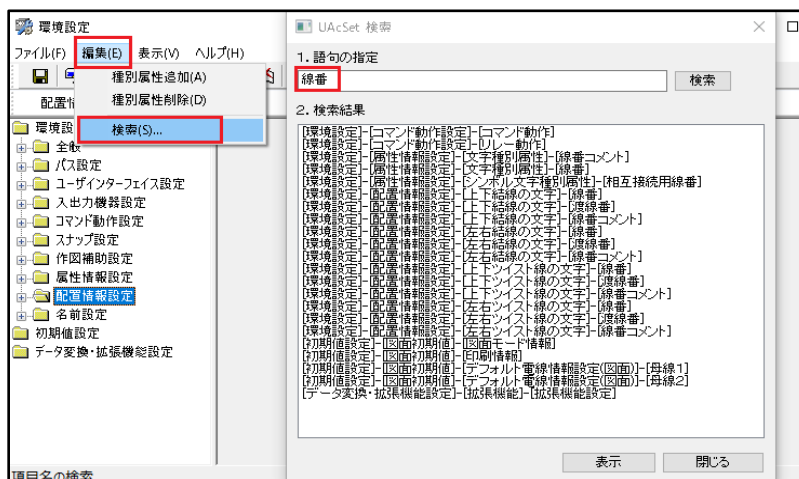 環境設定
ファイル(F) 編集(E) 表示(V) ヘルプ(H)
種別属性追加(A)
種別属性削除(D)
検索(S)...
配置情
環境設
全般
パス設定
ユーザインターフェイス設定
入出力機器設定
コマンド動作設定
スナップ設定
作図補助設定
属性情報設定
配置情報設定
名前設定
初期値設定
データ変換・拡張機能設定
項目名の検索
UAcSet 検索
1. 語句の指定
線番
検索
2. 検索結果
[環境設定]-[コマンド動作設定]-[コマンド動作]
[環境設定]-[コマンド動作設定]-[リレー動作]
[環境設定]-[属性情報設定]-[文字種別属性]-[線番コメント]
[環境設定]-[属性情報設定]-[文字種別属性]-[線番]
[環境設定]-[属性情報設定]-[シンボル文字種別属性]-[相互接続用線番]
[環境設定]-[配置情報設定]-[上下結線の文字]-[線番]
[環境設定]-[配置情報設定]-[上下結線の文字]-[渡線番]
[環境設定]-[配置情報設定]-[上下結線の文字]-[線番コメント]
[環境設定]-[配置情報設定]-[左右結線の文字]-[線番]
[環境設定]-[配置情報設定]-[左右結線の文字]-[渡線番]
[環境設定]-[配置情報設定]-[左右結線の文字]-[線番コメント]
[環境設定]-[配置情報設定]-[上下ツイスト線の文字]-[線番]
[環境設定]-[配置情報設定]-[上下ツイスト線の文字]-[渡線番]
[環境設定]-[配置情報設定]-[上下ツイスト線の文字]-[線番コメント]
[環境設定]-[配置情報設定]-[左右ツイスト線の文字]-[線番]
[環境設定]-[配置情報設定]-[左右ツイスト線の文字]-[渡線番]
[環境設定]-[配置情報設定]-[左右ツイスト線の文字]-[線番コメント]
[初期値設定]-[図面初期値]-[図面モード情報]
[初期値設定]-[図面初期値]-[印刷情報]
[初期値設定]-[図面初期値]-[デフォルト電線情報設定(図面)]-[母線1]
[初期値設定]-[図面初期値]-[デフォルト電線情報設定(図面)]-[母線2]
[データ変換・拡張機能設定]-[拡張機能]-[拡張機能設定]
表示
閉じる